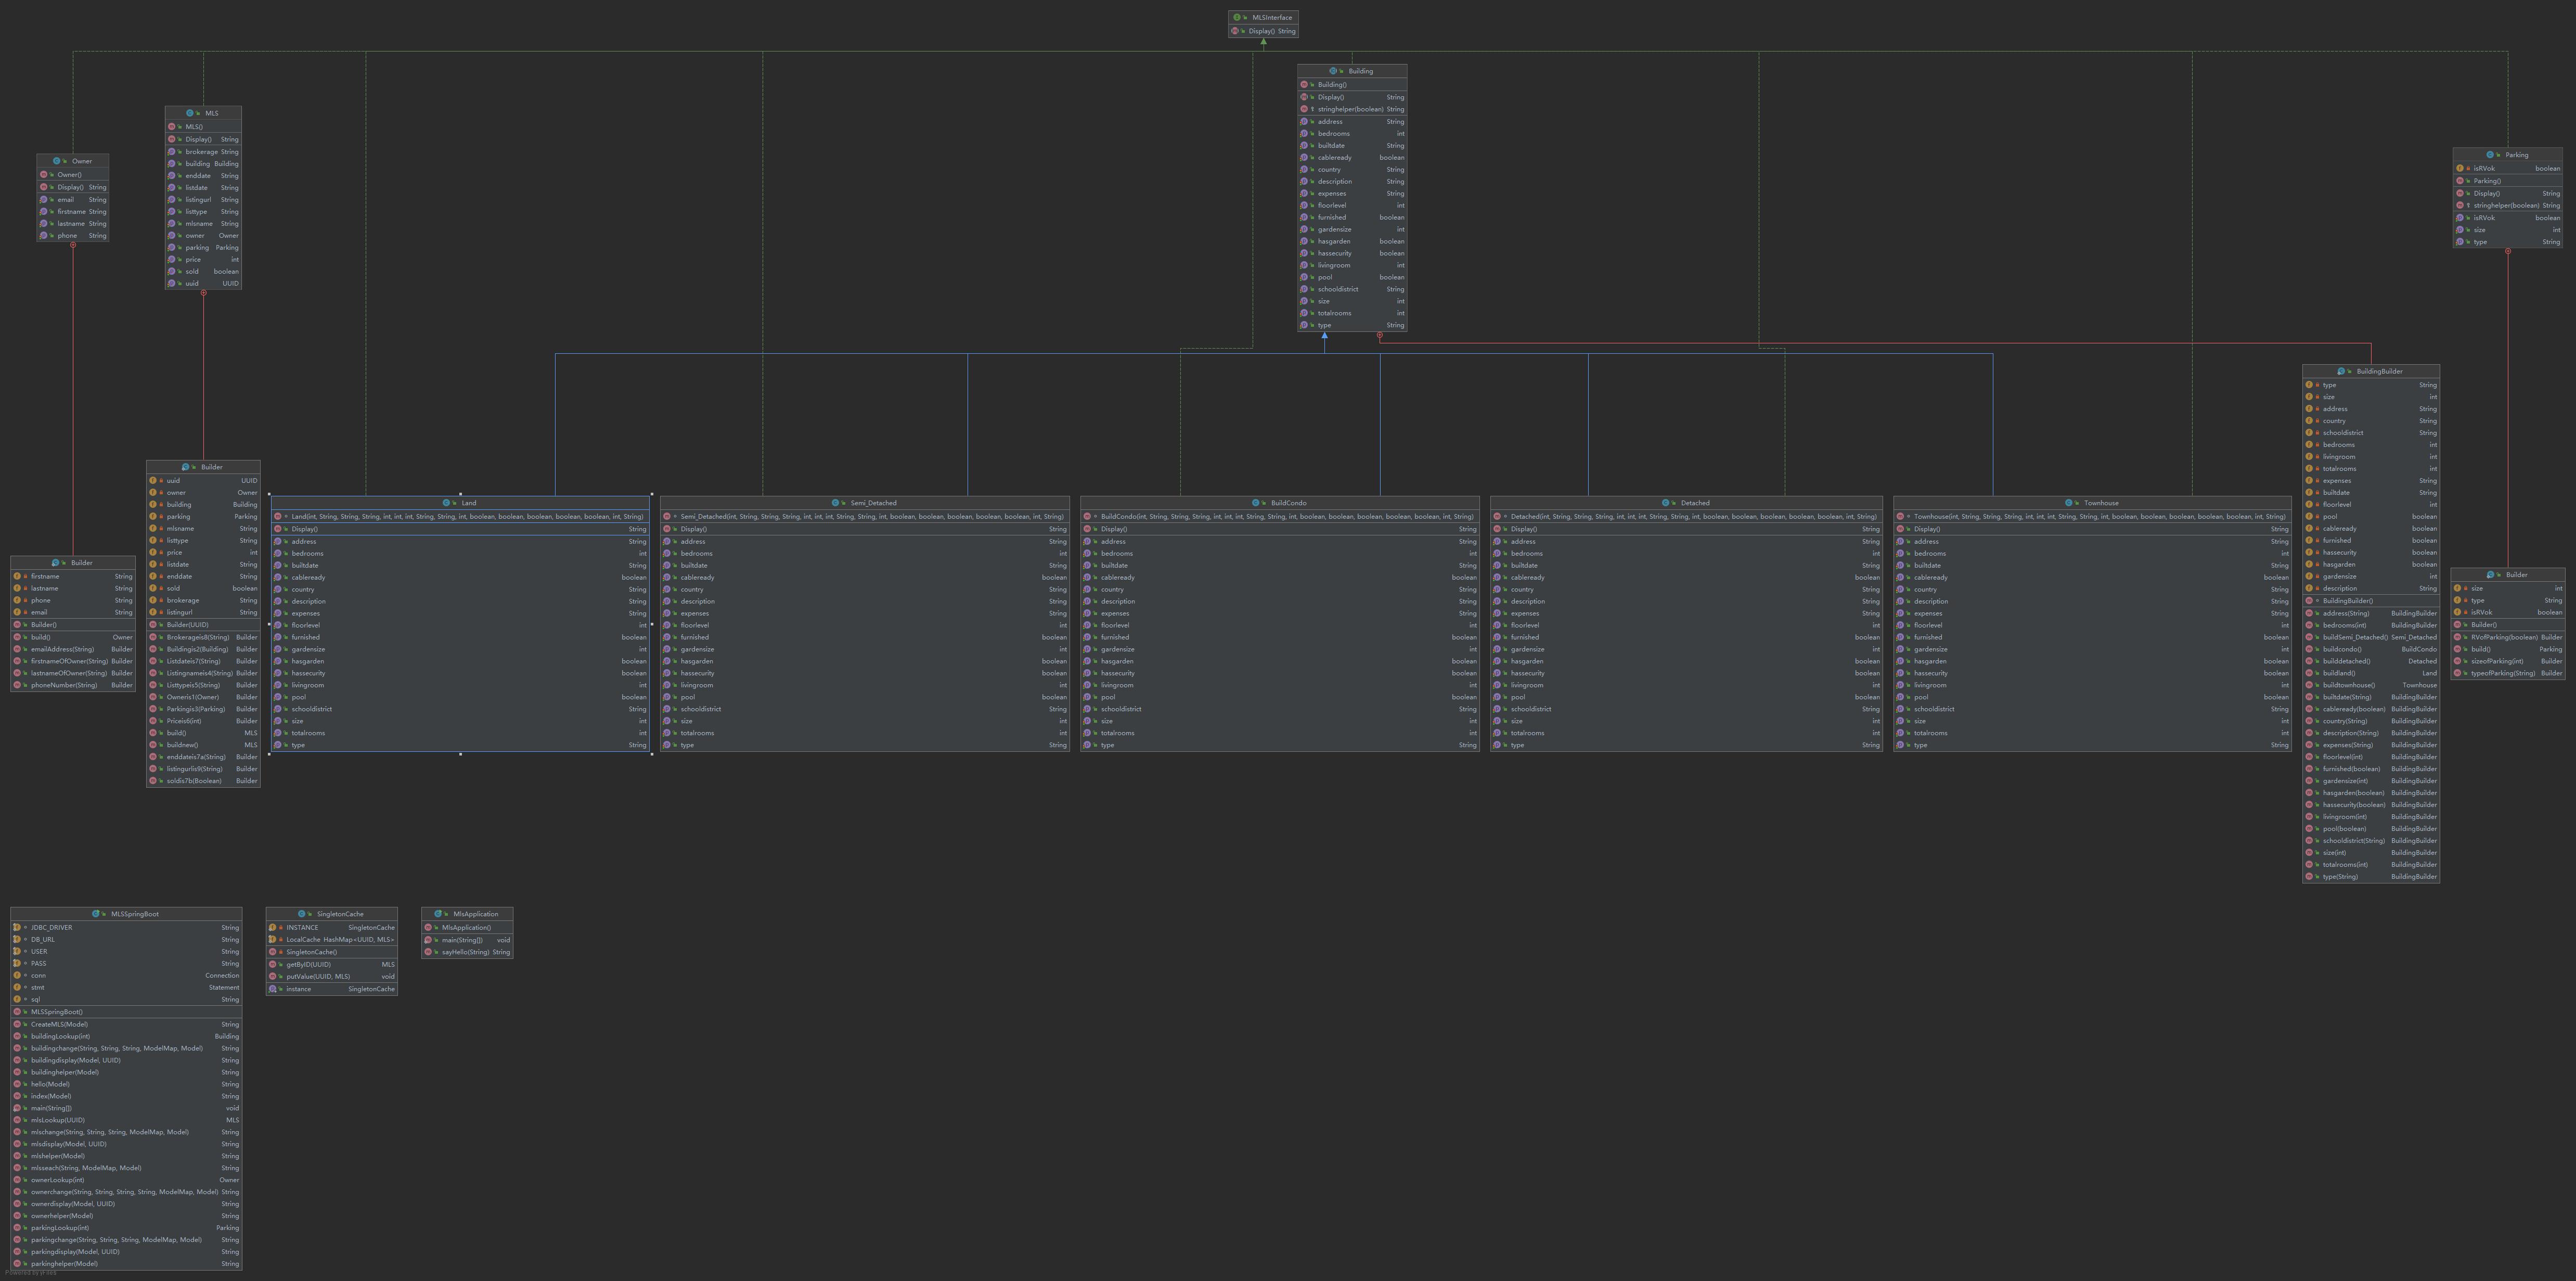 MLSInterface
Display() String
Building
Building()
Display() String
stringhelper(boolean) String
address String
bedrooms int
builtdate String
cableready boolean
country String
description String
expenses String
floorlevel int
furnished boolean
gardensize int
hasgarden boolean
hassecurity boolean
livingroom int
pool boolean
schooldistrict String
size int
totalrooms int
type String
MLS
MLS()
Display() String
brokerage String
building Building
enddate String
listdate String
listingurl String
listtype String
mlsname String
owner Owner
parking Parking
price int
sold boolean
uuid UUID
Owner
Owner()
Display() String
email String
firstname String
lastname String
phone String
Parking
isRVok boolean
Parking()
Display() String
stringhelper(boolean) String
isRVok boolean
size int
type String
Builder
firstname String
lastname String
phone String
email String
Builder()
build() Owner
emailAddress(String) Builder
firstnameOfOwner(String) Builder
lastnameOfOwner(String) Builder
phoneNumber(String) Builder
Builder
uuid UUID
owner Owner
building Building
parking Parking
mlsname String
listtype String
price int
listdate String
enddate String
sold boolean
brokerage String
listingurl String
Builder(UUID)
Brokerageis8(String) Builder
Buildingis2(Building) Builder
Listdateis7(String) Builder
Listingnameis4(String) Builder
Listtypeis5(String) Builder
Owneris1(Owner) Builder
Parkingis3(Parking) Builder
Priceis6(int) Builder
build() MLS
buildnew() MLS
enddateis7a(String) Builder
listingurlis9(String) Builder
soldis7b(Boolean) Builder
Land
Land(int, String, String, String, int, int, int, String, String, int, boolean, boolean, boolean, boolean, boolean, int, String)
Display() String
address String
bedrooms int
builtdate String
cableready boolean
country String
description String
expenses String
floorlevel int
furnished boolean
gardensize int
hasgarden boolean
hassecurity boolean
livingroom int
pool boolean
schooldistrict String
size int
totalrooms int
type String
Semi_Detached
Semi_Detached(int, String, String, String, int, int, int, String, String, int, boolean, boolean, boolean, boolean, boolean, int, String)
Display() String
address String
bedrooms int
builtdate String
cableready boolean
country String
description String
expenses String
floorlevel int
furnished boolean
gardensize int
hasgarden boolean
hassecurity boolean
livingroom int
pool boolean
schooldistrict String
size int
totalrooms int
type String
BuildCondo
BuildCondo(int, String, String, String, int, int, int, String, String, int, boolean, boolean, boolean, boolean, boolean, int, String)
Display() String
address String
bedrooms int
builtdate String
cableready boolean
country String
description String
expenses String
floorlevel int
furnished boolean
gardensize int
hasgarden boolean
hassecurity boolean
livingroom int
pool boolean
schooldistrict String
size int
totalrooms int
type String
Detached
Detached(int, String, String, String, int, int, int, String, String, int, boolean, boolean, boolean, boolean, boolean, int, String)
Display() String
address String
bedrooms int
builtdate String
cableready boolean
country String
description String
expenses String
floorlevel int
furnished boolean
gardensize int
hasgarden boolean
hassecurity boolean
livingroom int
pool boolean
schooldistrict String
size int
totalrooms int
type String
Townhouse
Townhouse(int, String, String, String, int, int, int, String, String, int, boolean, boolean, boolean, boolean, boolean, int, String)
Display() String
address String
bedrooms int
builtdate String
cableready boolean
country String
description String
expenses String
floorlevel int
furnished boolean
gardensize int
hasgarden boolean
hassecurity boolean
livingroom int
pool boolean
schooldistrict String
size int
totalrooms int
type String
BuildingBuilder
type String
size int
address String
country String
schooldistrict String
bedrooms int
livingroom int
totalrooms int
expenses String
builtdate String
floorlevel int
pool boolean
cableready boolean
furnished boolean
hassecurity boolean
hasgarden boolean
gardensize int
description String
BuildingBuilder()
address(String) BuildingBuilder
bedrooms(int) BuildingBuilder
buildSemi_Detached() Semi_Detached
buildcondo() BuildCondo
builddetached() Detached
buildland() Land
buildtownhouse() Townhouse
builtdate(String) BuildingBuilder
cableready(boolean) BuildingBuilder
country(String) BuildingBuilder
description(String) BuildingBuilder
expenses(String) BuildingBuilder
floorlevel(int) BuildingBuilder
furnished(boolean) BuildingBuilder
gardensize(int) BuildingBuilder
hasgarden(boolean) BuildingBuilder
hassecurity(boolean) BuildingBuilder
livingroom(int) BuildingBuilder
pool(boolean) BuildingBuilder
schooldistrict(String) BuildingBuilder
size(int) BuildingBuilder
totalrooms(int) BuildingBuilder
type(String) BuildingBuilder
Builder
size int
type String
isRVok boolean
Builder()
RVofParking(boolean) Builder
build() Parking
sizeofParking(int) Builder
typeofParking(String) Builder
MLSSpringBoot
JDBC_DRIVER String
DB_URL String
USER String
PASS String
conn Connection
stmt Statement
sql String
MLSSpringBoot()
CreateMLS(Model) String
buildingLookup(int) Building
buildingchange(String, String, String, ModelMap, Model) String
buildingdisplay(Model, UUID) String
buildinghelper(Model) String
hello(Model) String
index(Model) String
main(String[]) void
mlsLookup(UUID) MLS
mlschange(String, String, String, ModelMap, Model) String
mlsdisplay(Model, UUID) String
mlshelper(Model) String
mlsseach(String, ModelMap, Model) String
ownerLookup(int) Owner
ownerchange(String, String, String, String, ModelMap, Model) String
ownerdisplay(Model, UUID) String
ownerhelper(Model) String
parkingLookup(int) Parking
parkingchange(String, String, String, ModelMap, Model) String
parkingdisplay(Model, UUID) String
parkinghelper(Model) String
SingletonCache
INSTANCE SingletonCache
LocalCache HashMap<UUID, MLS>
SingletonCache()
getByID(UUID) MLS
putValue(UUID, MLS) void
instance SingletonCache
MlsApplication
MlsApplication()
main(String[]) void
sayHello(String) String
Powered by yFiles